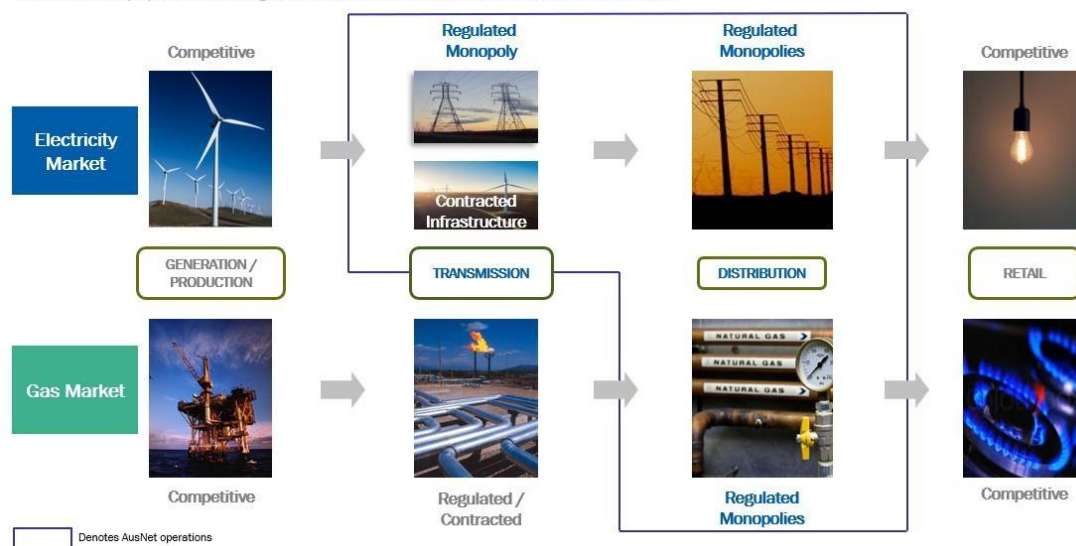 Regulated
Monopoly
Regulated
Monopolies
Competitive
Competitive
Electricity
Market
Contracted
Infrastructure
GENERATION /
PRODUCTION
TRANSMISSION
DISTRIBUTION
RETAIL
NATURAL GAS
NATURAL GAS
NATURAL GAS
Gas Market
Competitive
Regulated /
Contracted
Regulated
Monopolies
Competitive
Denotes AusNet operations